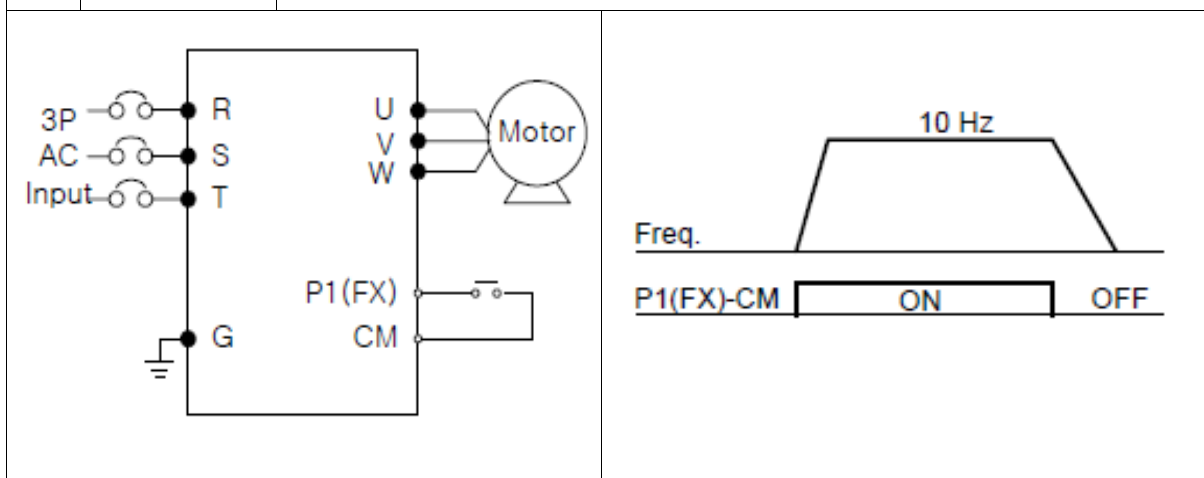 3P
AC
Input
R
S
T
G
U
V
W
Motor
P1(FX)
CM
10 Hz
Freq.
P1(FX)-CM ON OFF